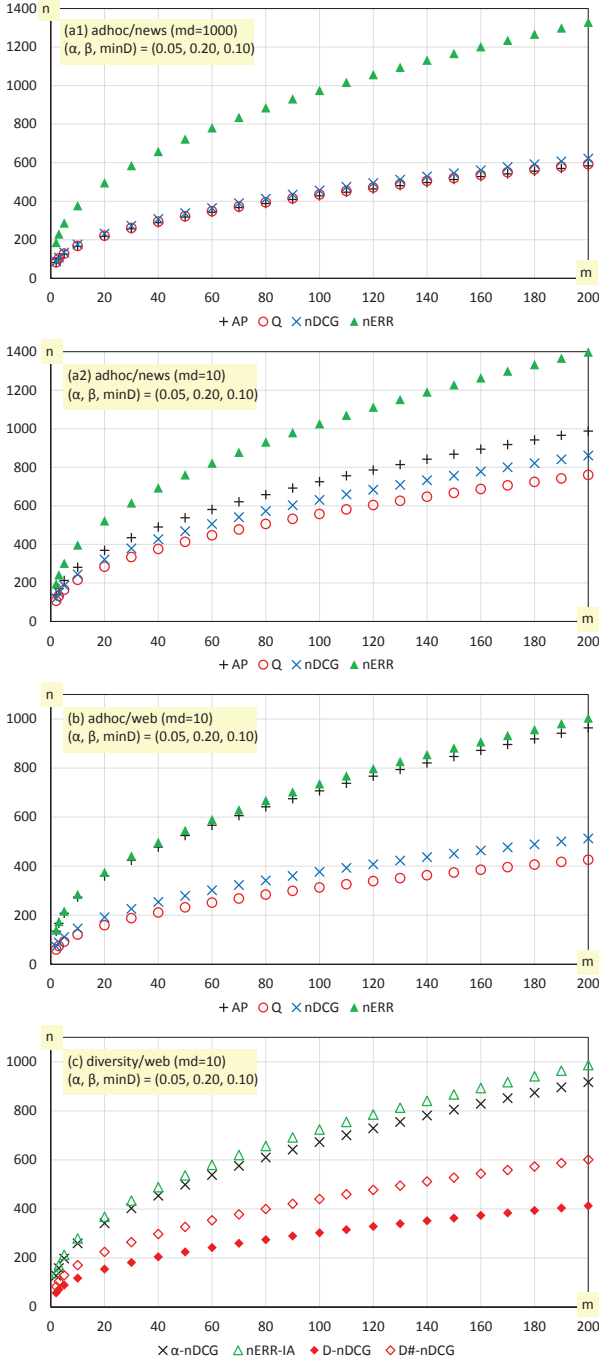 n
1400
(a1) adhoc/news (md=1000)
(α, β, minD) = (0.05, 0.20, 0.10)
1200
1000
800
600
400
200
m
0
0 20 40 60 80 100 120 140 160 180 200
AP Q nDCG nERR
n
1400
(a2) adhoc/news (md=10)
(α, β, minD) = (0.05, 0.20, 0.10)
1200
1000
800
600
400
200
m
0
0 20 40 60 80 100 120 140 160 180 200
AP Q nDCG nERR
n
(b) adhoc/web (md=10)
1000
(α, β, minD) = (0.05, 0.20, 0.10)
800
600
400
200
m
0
0 20 40 60 80 100 120 140 160 180 200
AP Q nDCG nERR
n
(c) diversity/web (md=10)
1000
(α, β, minD) = (0.05, 0.20, 0.10)
800
600
400
200
m
0
0 20 40 60 80 100 120 140 160 180 200
α-nDCG nERR-IA D-nDCG D#-nDCG